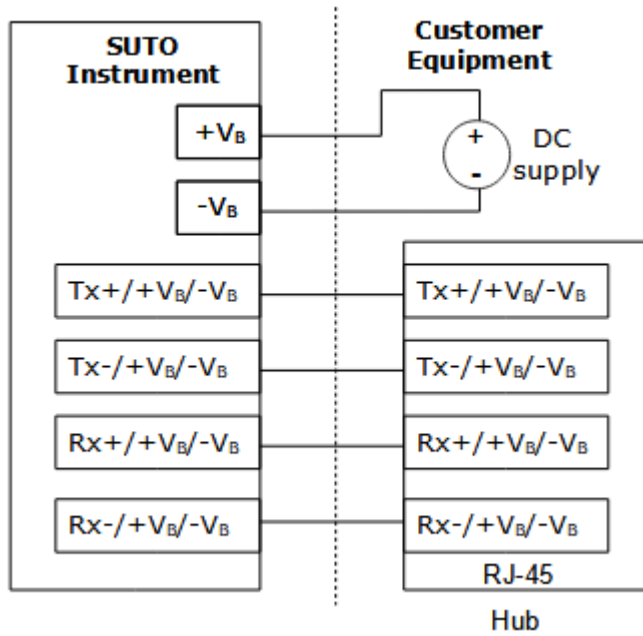 SUTO
Instrument
Customer
Equipment
+VB
-VB
+
-
DC
supply
Tx+/+VB/-VB
Tx-/+VB/-VB
Rx+/+VB/-VB
Rx-/+VB/-VB
Tx+/+VB/-VB
Tx-/+VB/-VB
Rx+/+VB/-VB
Rx-/+VB/-VB
RJ-45
Hub